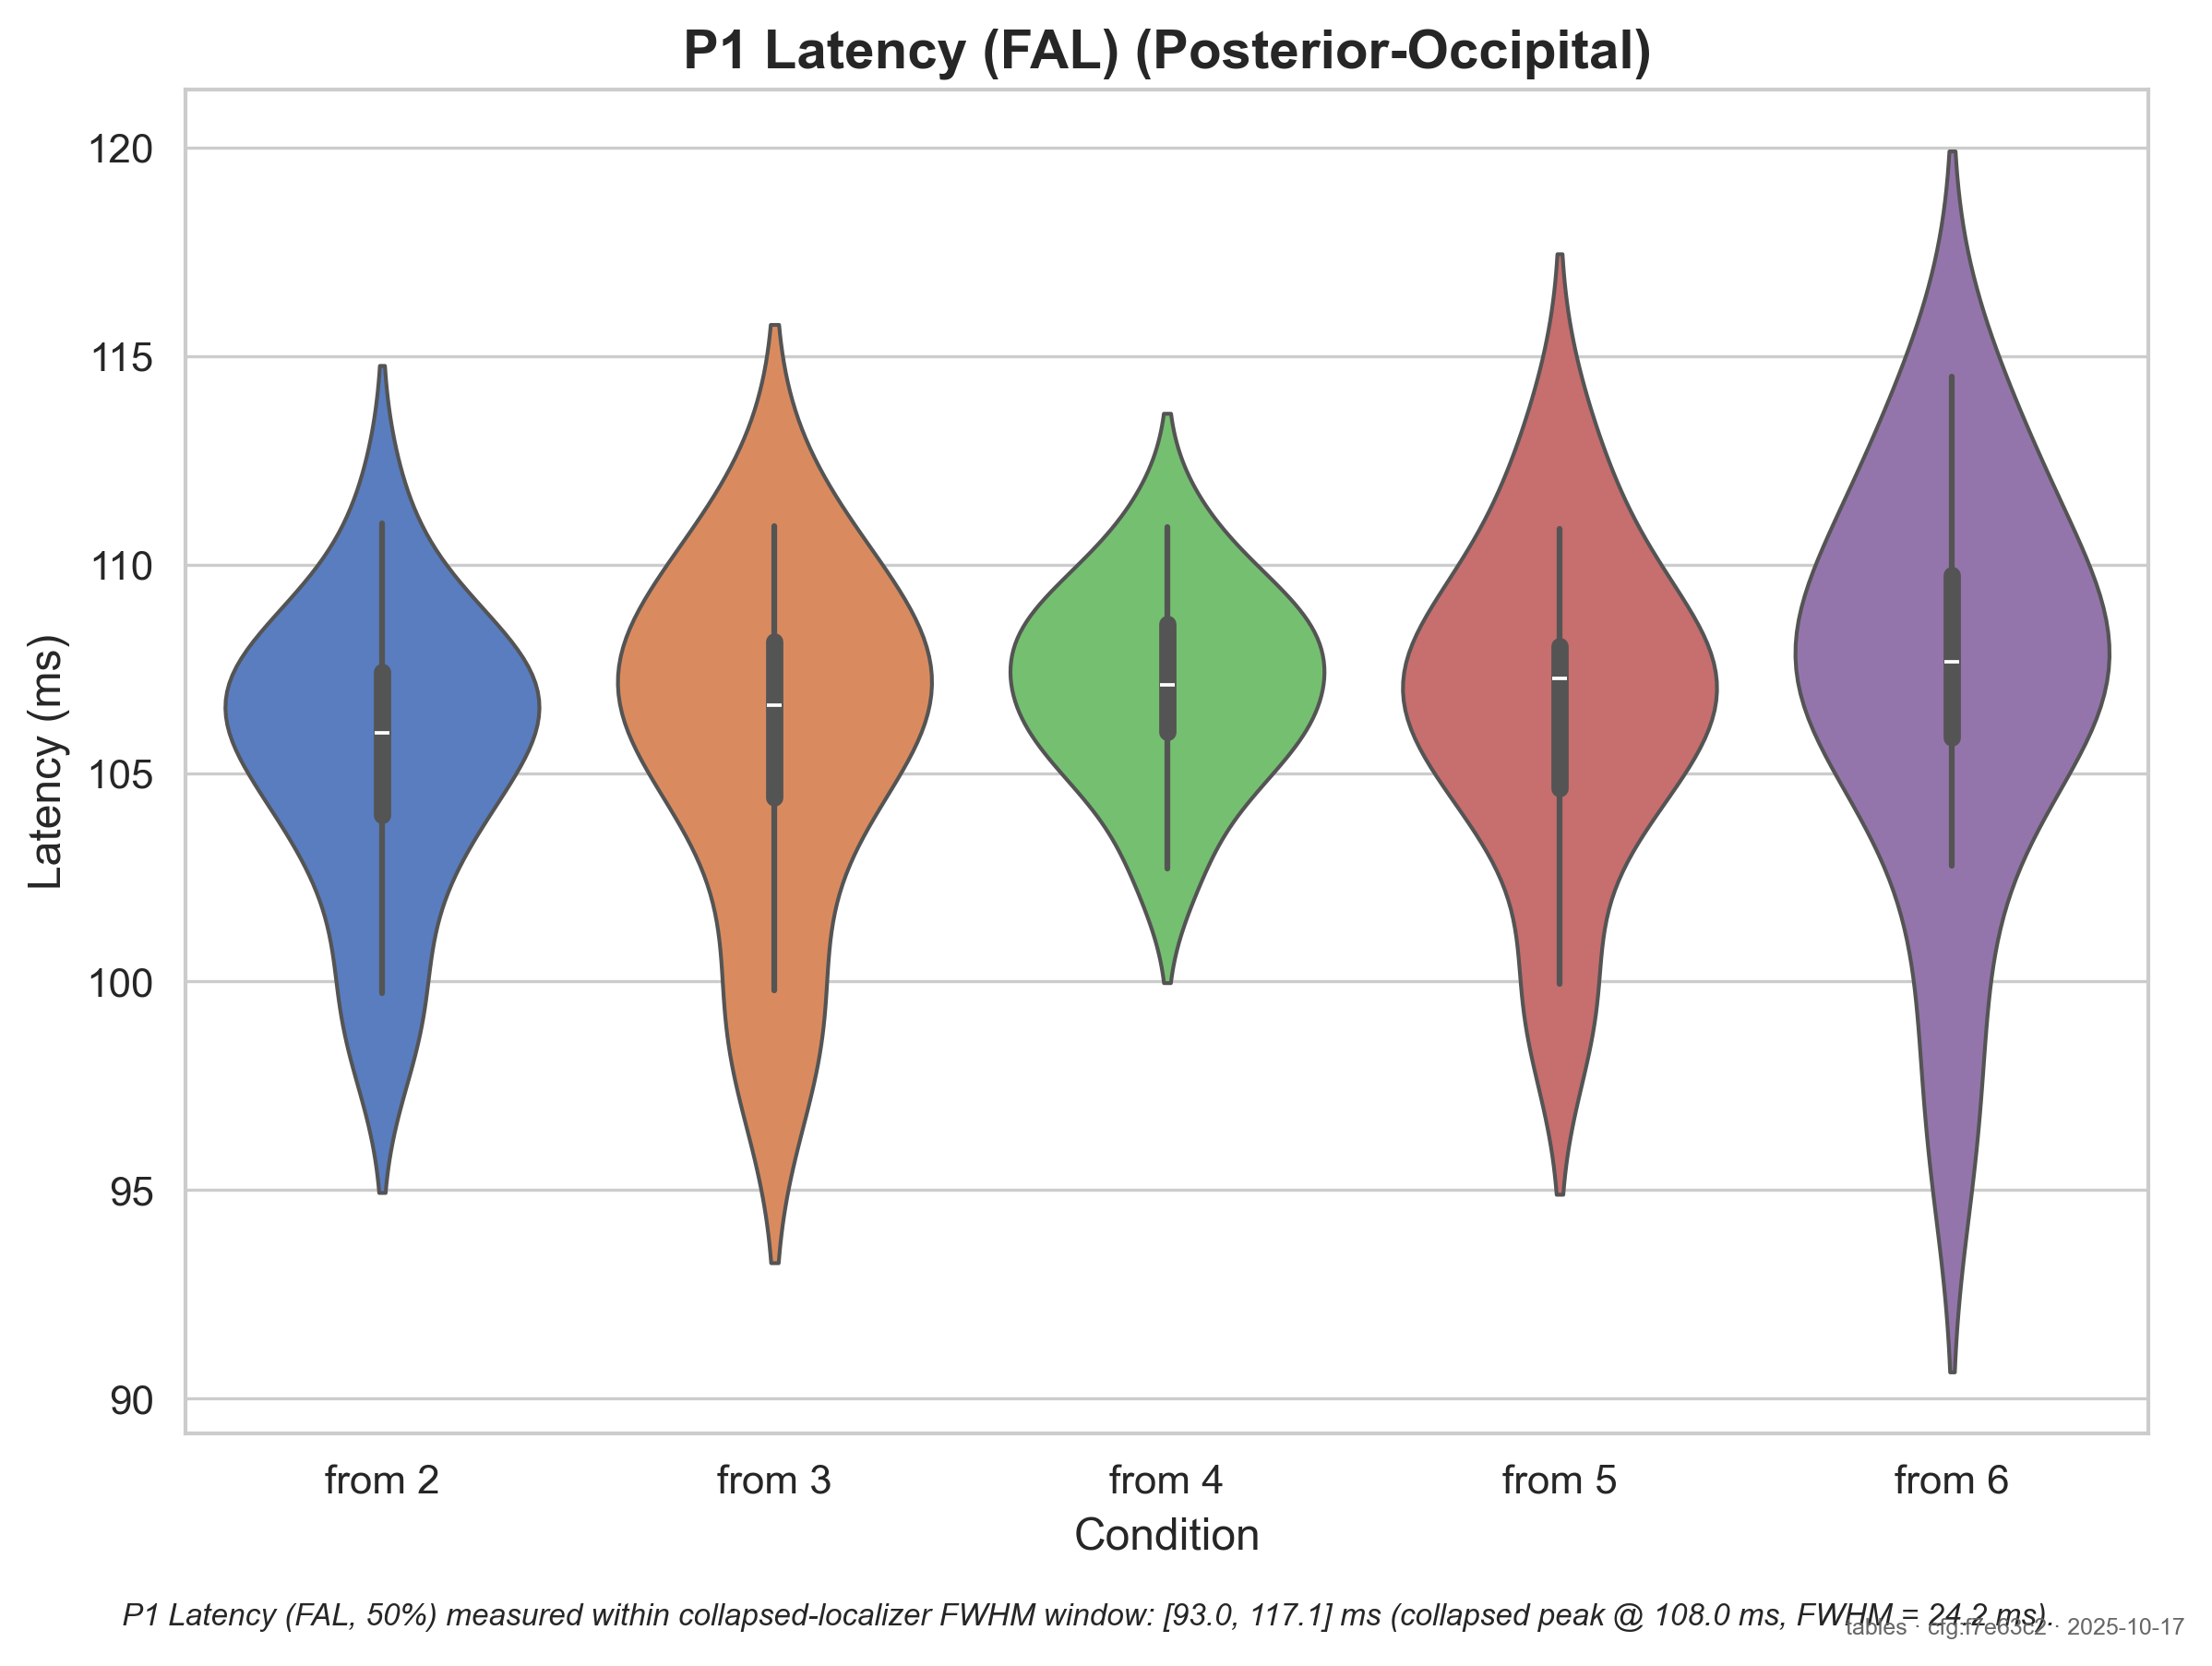 P1 Latency (FAL) (Posterior-Occipital)
Latency (ms)
120
115
110
105
100
95
90
from 2 from 3 from 4 from 5 from 6
Condition
P1 Latency (FAL, 50%) measured within collapsed-localizer FWHM window: [93.0, 117.1] ms (collapsed peak @ 108.0 ms, FWHM = 24.2 ms).
tables · cfg:f7e63c2 · 2025-10-17